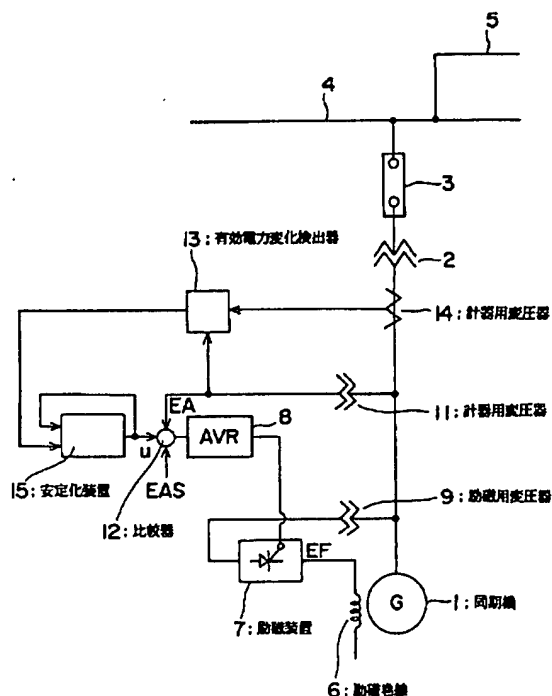 5
4
3
13:有効電力変化検出器
2
14:計器用変圧器
EA
8
11:計器用変圧器
AVR
u
15:安定化装置
EAS
12:比較器
9:励磁用変圧器
EF
7:励磁装置
G
1:同期機
6:励磁巻線